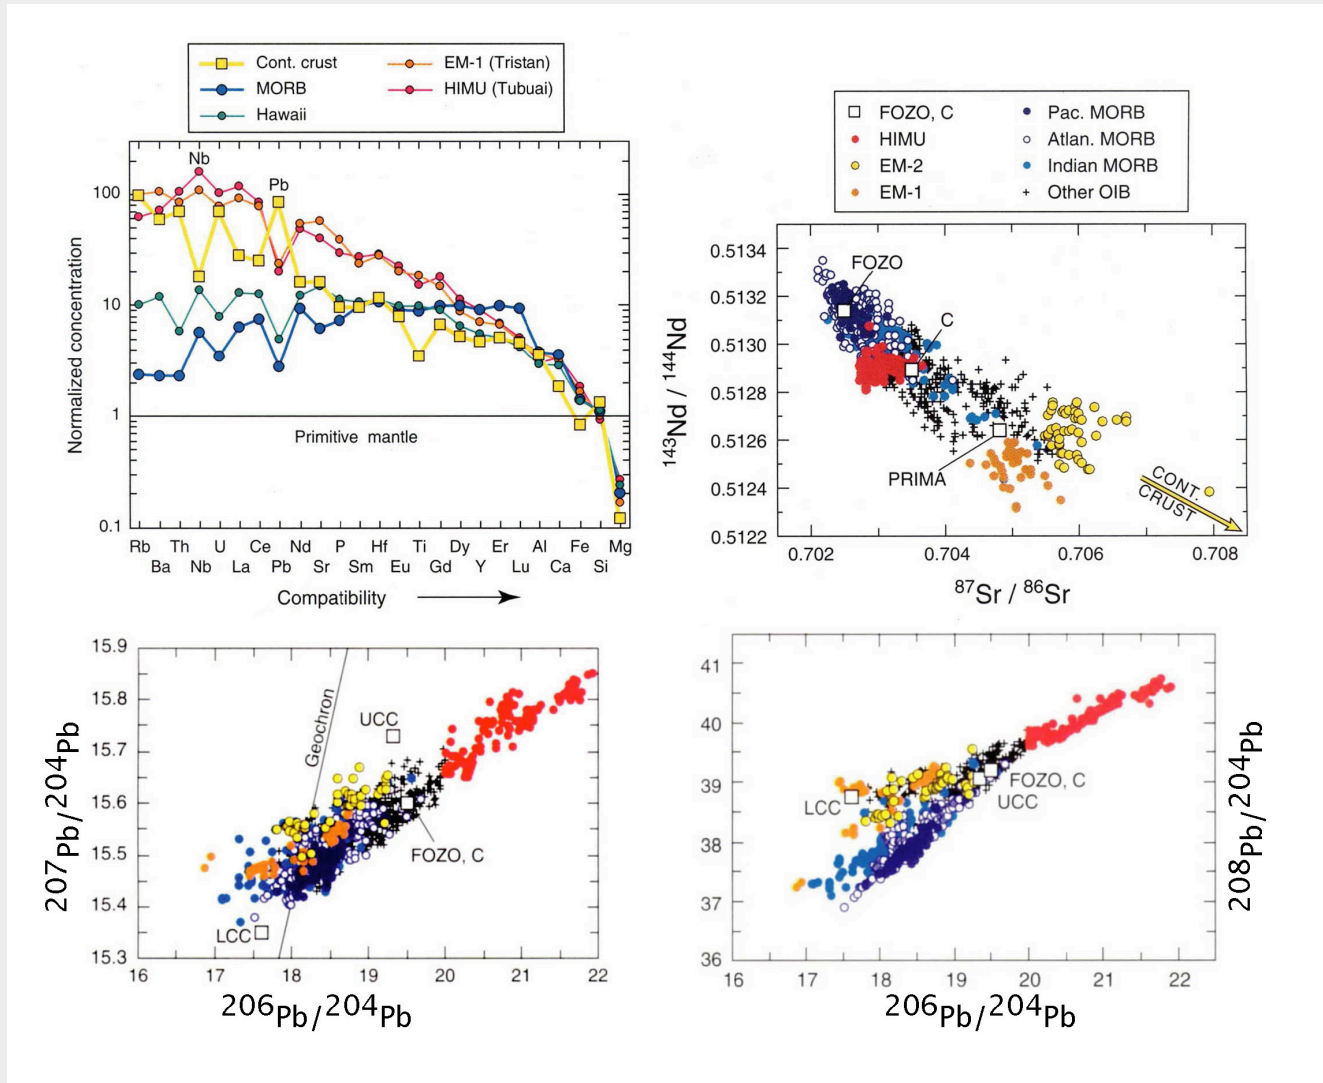 Cont. crust
MORB
Hawaii
EM-1 (Tristan)
HIMU (Tubuai)
Nb
Pb
100
10
1
0.1
Normalized concentration
Primitive mantle
Rb Th U Ce Nd P Hf Ti Dy Er Al Fe Mg
Ba Nb La Pb Sr Sm Eu Gd Y Lu Ca Si
Compatibility
FOZO, C
HIMU
EM-2
EM-1
Pac. MORB
Atlan. MORB
Indian MORB
Other OIB
0.5134
0.5132
0.5130
0.5128
0.5126
0.5124
0.5122
¹⁴³Nd / ¹⁴⁴Nd
FOZO
C
PRIMA
CONT.
CRUST
0.702 0.704 0.706 0.708
⁸⁷Sr / ⁸⁶Sr
15.9
15.8
15.7
15.6
15.5
15.4
15.3
²⁰⁷Pb/²⁰⁴Pb
Geochron
UCC
FOZO, C
LCC
16 17 18 19 20 21 22
²⁰⁶Pb/²⁰⁴Pb
41
40
39
38
37
36
LCC
FOZO, C
UCC
²⁰⁸Pb/²⁰⁴Pb
16 17 18 19 20 21 22
²⁰⁶Pb/²⁰⁴Pb